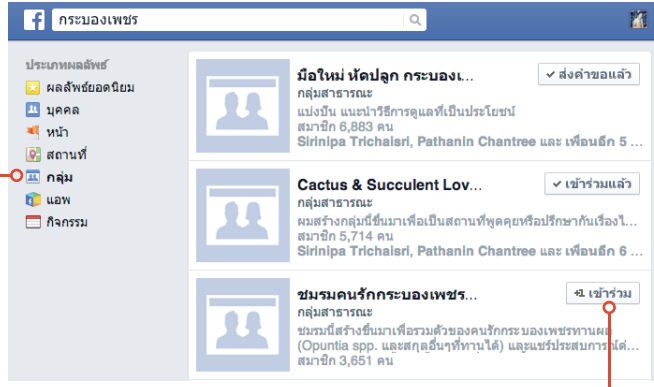 f กระบองเพชร
ประเภทผลลัพธ์
ผลลัพธ์ยอดนิยม
บุคคล
หน้า
สถานที่
กลุ่ม
แอพ
กิจกรรม
มือใหม่ หัดปลูก กระบองเ...
✓ ส่งคำขอแล้ว
กลุ่มสาธารณะ
แบ่งปัน แนะนำวิธีการดูแลที่เป็นประโยชน์
สมาชิก 6,883 คน
Sirinipa Trichaisri, Pathanin Chantree และ เพื่อนอีก 5 ...
Cactus & Succulent Lov...
✓ เข้าร่วมแล้ว
กลุ่มสาธารณะ
ผมสร้างกลุ่มนี้ขึ้นมาเพื่อเป็นสถานที่พูดคุยหรือปรึกษากันเรื่องไ...
สมาชิก 5,714 คน
Sirinipa Trichaisri, Pathanin Chantree และ เพื่อนอีก 6 ...
ชมรมคนรักกระบองเพชร...
+1 เข้าร่วม
กลุ่มสาธารณะ
ชมรมนี้สร้างขึ้นมาเพื่อรวมตัวของคนรักกระบองเพชรทานผล
(Opuntia spp. และสกุลอื่นๆที่ทานได้) และแชร์ประสบการณ์ด่...
สมาชิก 3,651 คน